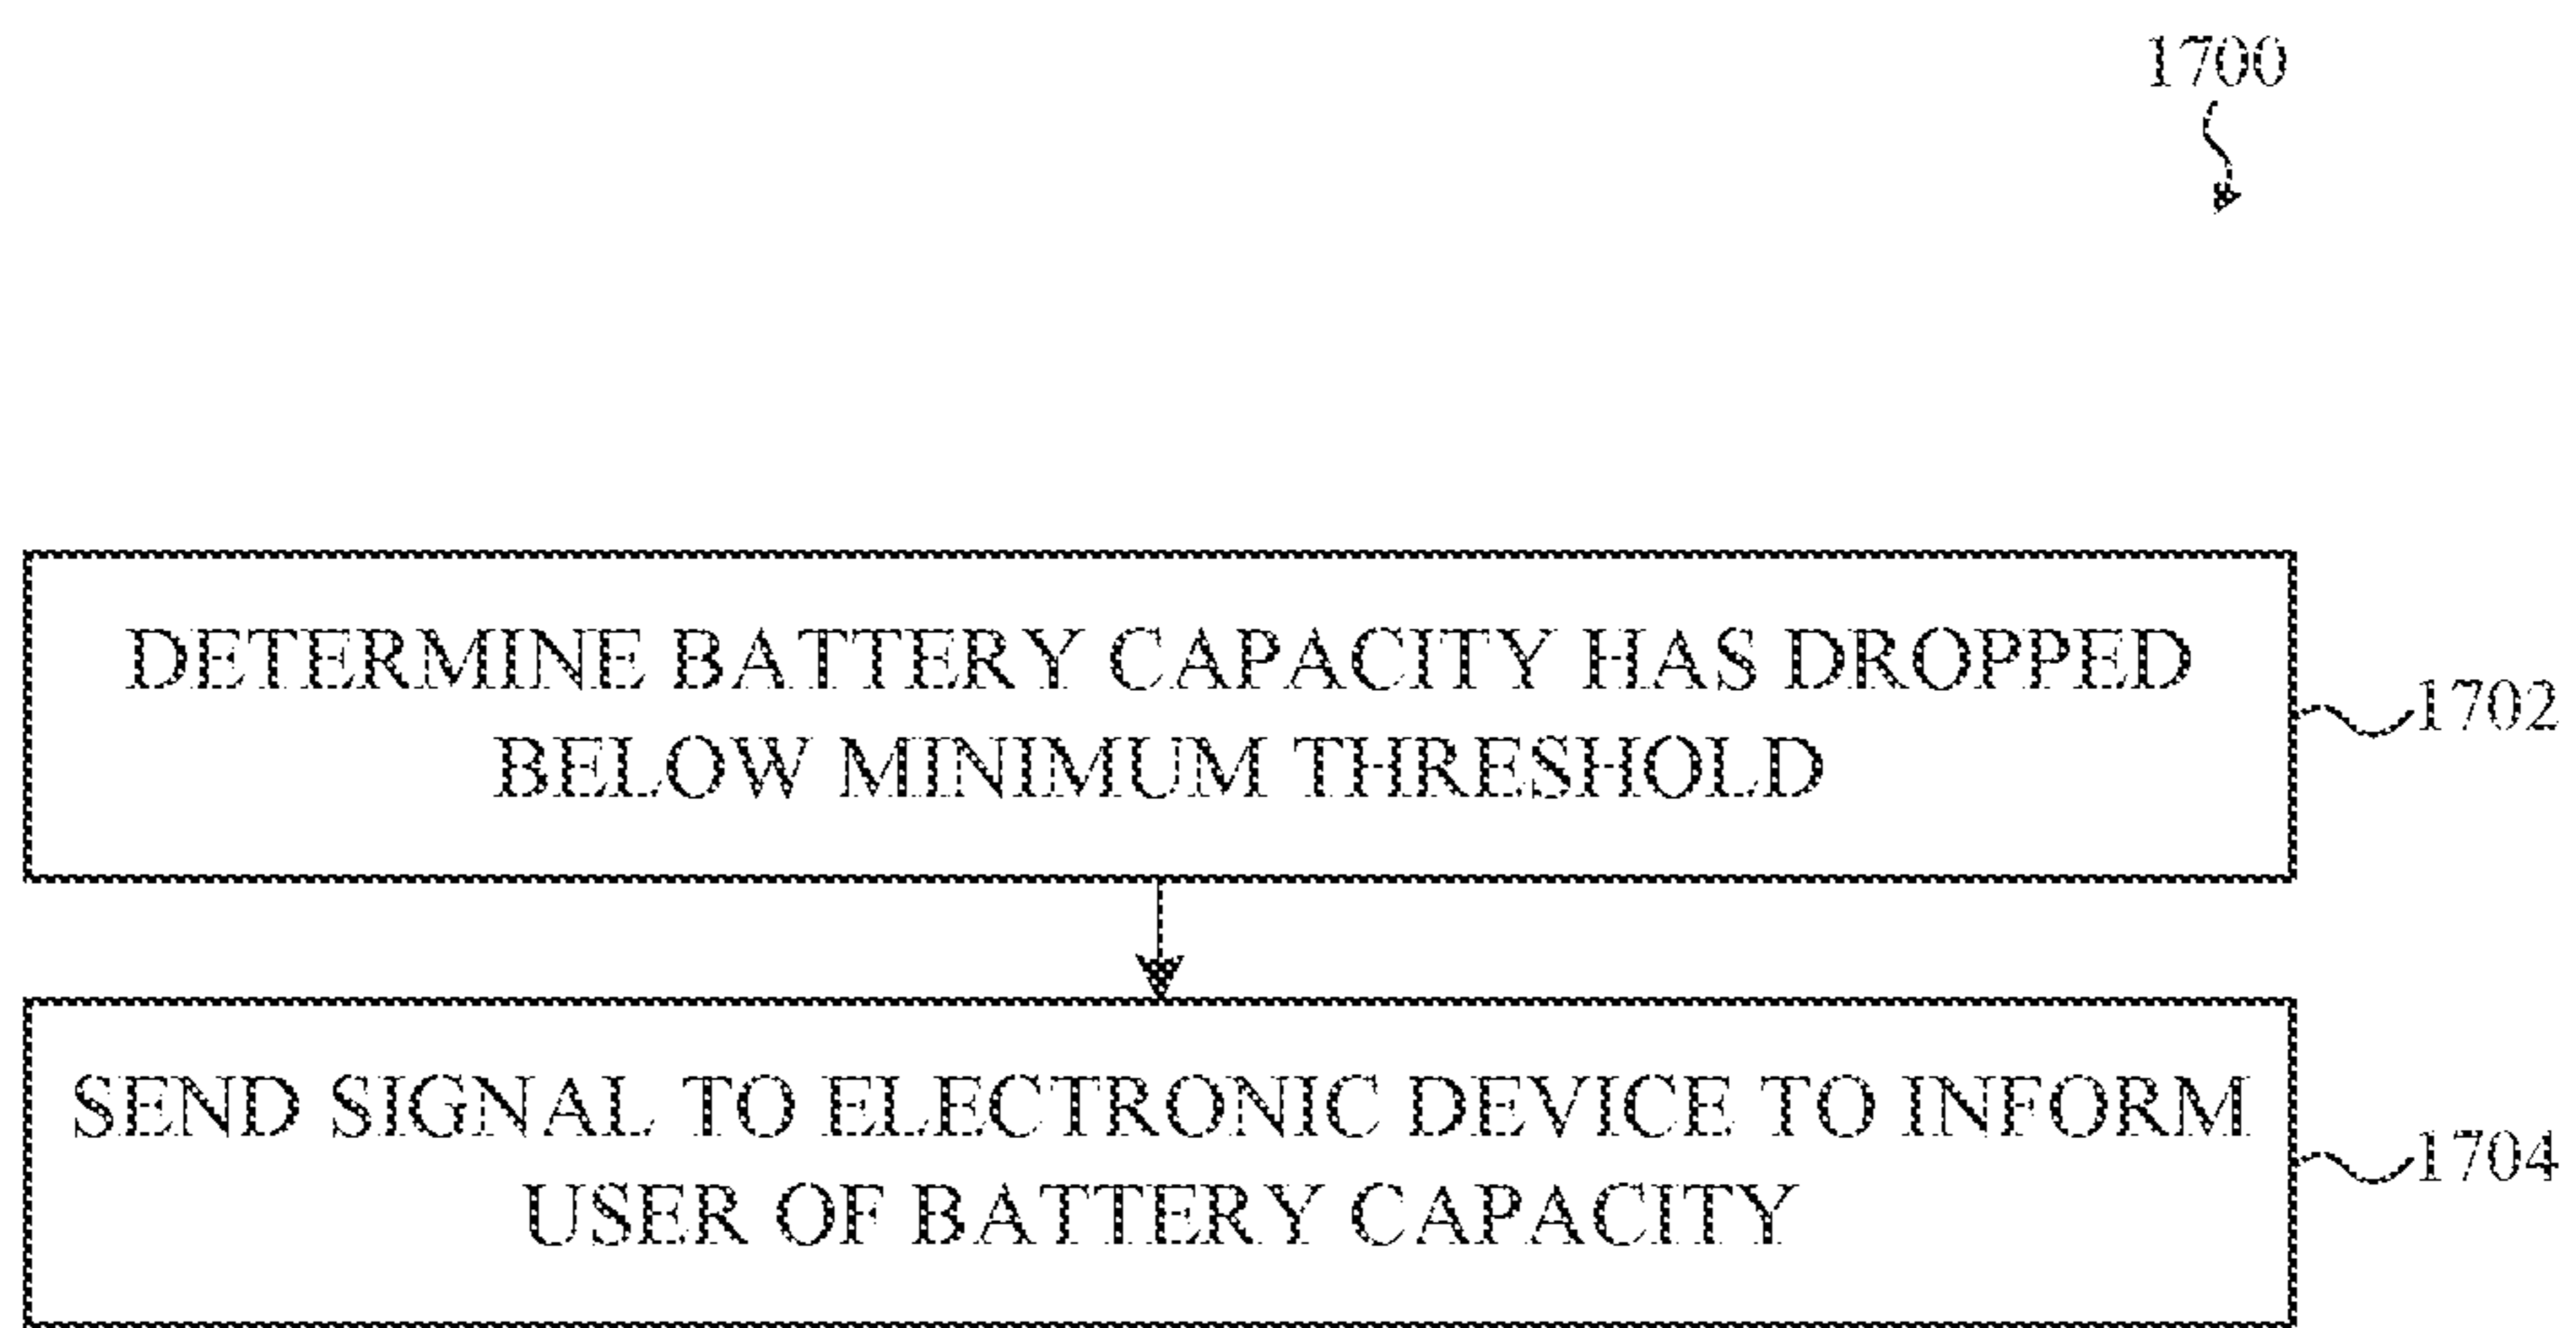 1700
DETERMINE BATTERY CAPACITY HAS DROPPED
BELOW MINIMUM THRESHOLD
1702
SEND SIGNAL TO ELECTRONIC DEVICE TO INFORM
USER OF BATTERY CAPACITY
1704